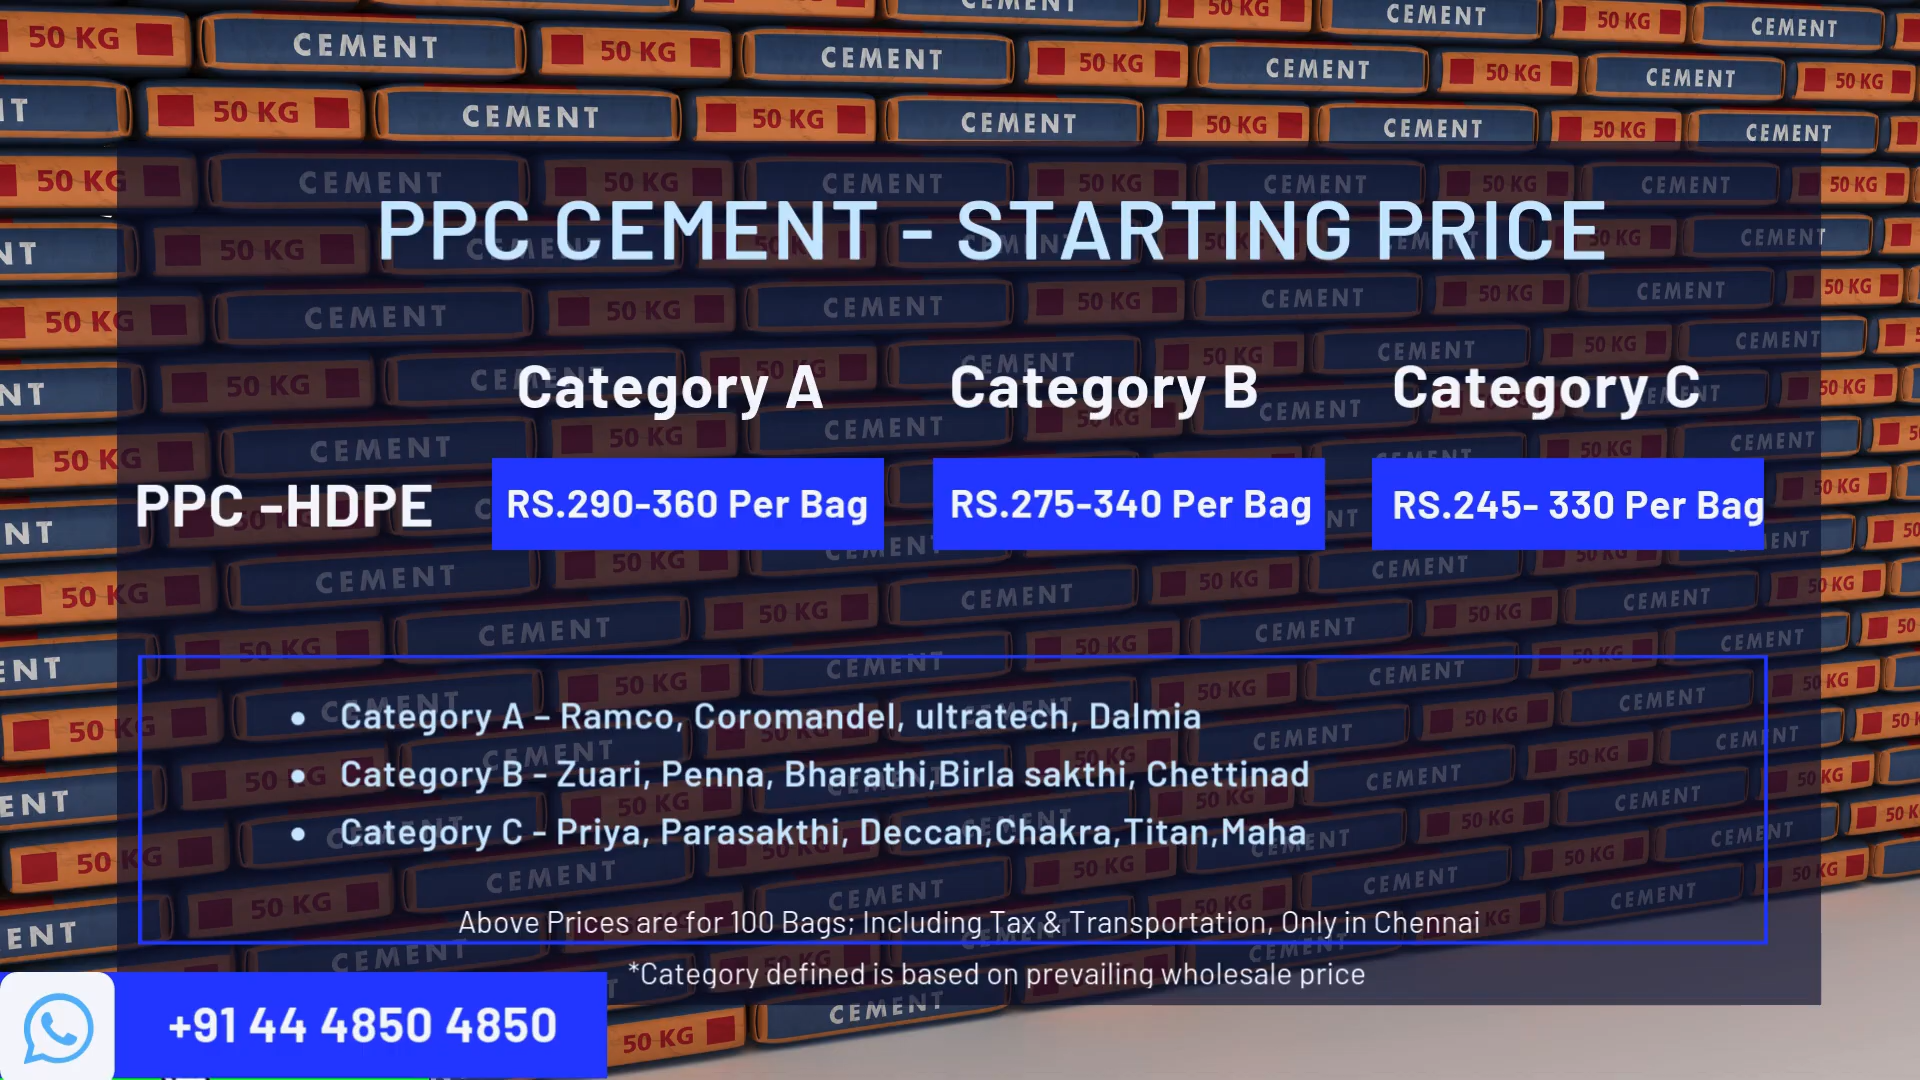 PPC CEMENT - STARTING PRICE
Category A
Category B
Category C
PPC -HDPE
RS.290-360 Per Bag
RS.275-340 Per Bag
RS.245- 330 Per Bag
• Category A – Ramco, Coromandel, ultratech, Dalmia
• Category B - Zuari, Penna, Bharathi,Birla sakthi, Chettinad
• Category C - Priya, Parasakthi, Deccan,Chakra,Titan,Maha
Above Prices are for 100 Bags; Including Tax & Transportation, Only in Chennai
*Category defined is based on prevailing wholesale price
+91 44 4850 4850
50 KG
CEMENT